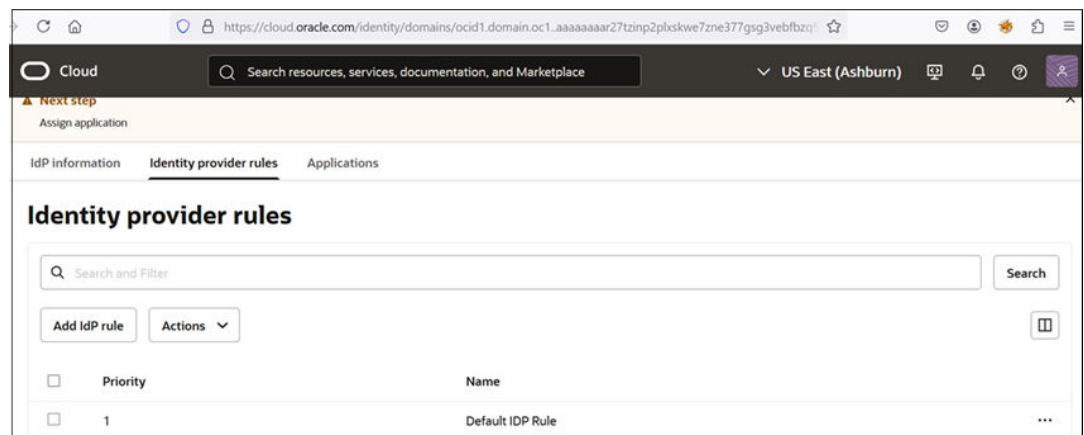 https://cloud.oracle.com/identity/domains/ocid1.domain.oc1..aaaaaaaar27tzinp2plxskwe7zne377gsg3vebfbzq5
Cloud
Search resources, services, documentation, and Marketplace
US East (Ashburn)
Next step
Assign application
IdP information
Identity provider rules
Applications
Identity provider rules
Search and Filter
Search
Add IdP rule
Actions
Priority
Name
1
Default IDP Rule